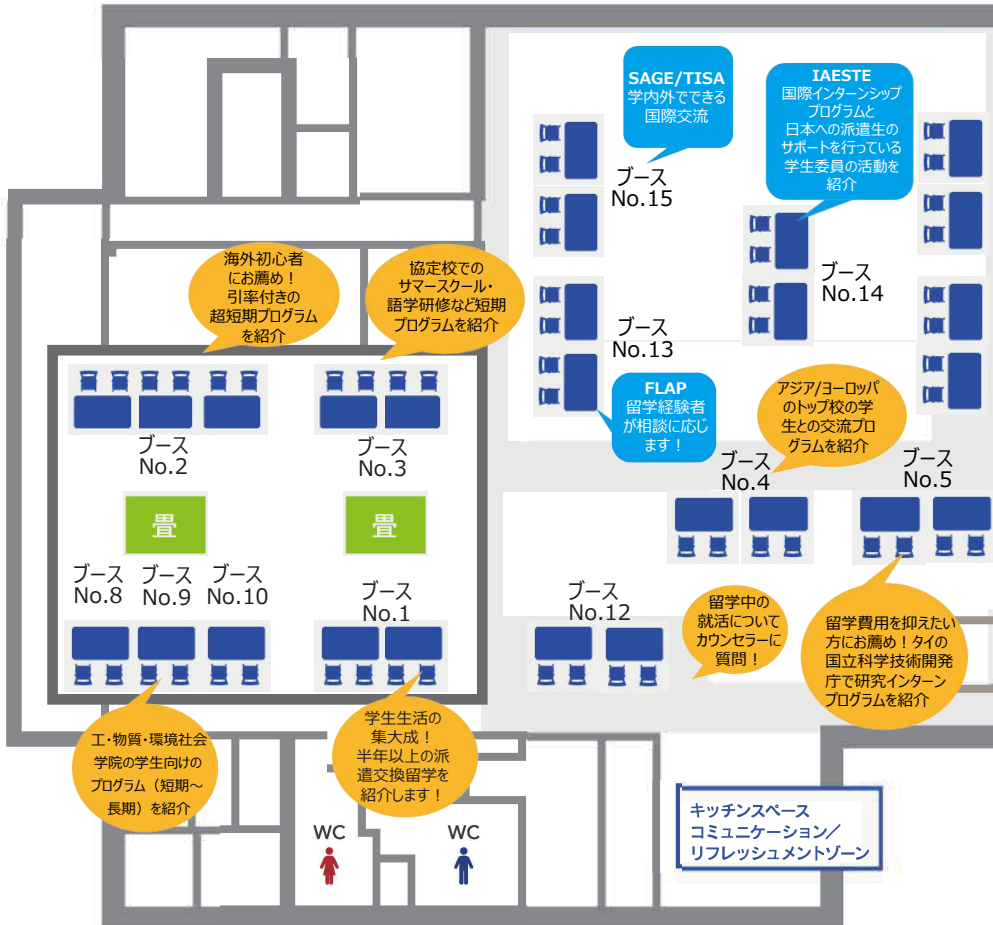 SAGE/TISA
学内外でできる
国際交流
IAESTE
国際インターンシップ
プログラムと
日本への派遣生の
サポートを行っている
学生委員の活動を
紹介
ブース
No.15
ブース
No.14
海外初心者
にお薦め！
引率付きの
超短期プログラム
を紹介
協定校での
サマースクール・
語学研修など短期
プログラムを紹介
ブース
No.13
FLAP
留学経験者
が相談に応じ
ます！
アジア/ヨーロッパ
のトップ校の学
生との交流プロ
グラムを紹介
ブース
No.2
ブース
No.3
ブース
No.4
ブース
No.5
畳
畳
ブース
No.8
ブース
No.9
ブース
No.10
ブース
No.1
ブース
No.12
留学中の
就活について
カウンセラーに
質問！
留学費用を抑えたい
方にお薦め！タイの
国立科学技術開発
庁で研究インターン
プログラムを紹介
工・物質・環境社会
学院の学生向けの
プログラム（短期～
長期）を紹介
学生生活の
集大成！
半年以上の派
遣交換留学を
紹介します！
WC
WC
キッチンスペース
コミュニケーション／
リフレッシュメントゾーン